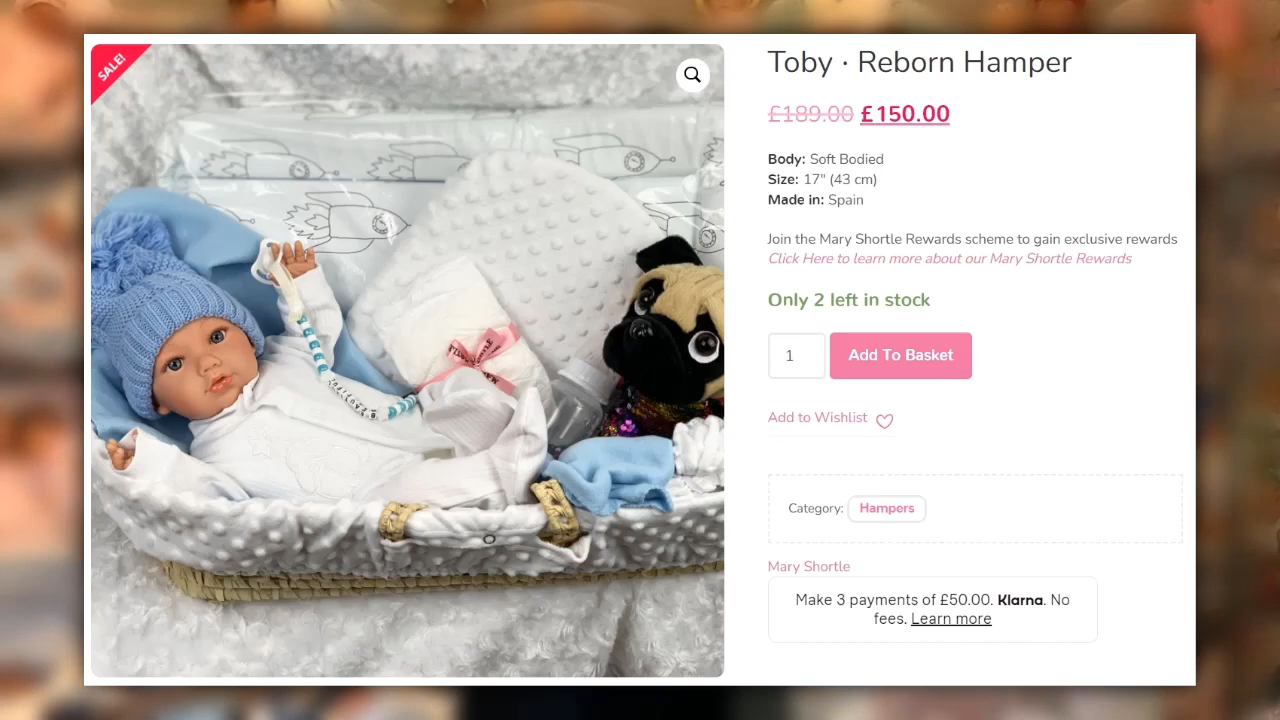 SALE!
Toby · Reborn Hamper
£189.00 £150.00
Body: Soft Bodied
Size: 17" (43 cm)
Made in: Spain
Join the Mary Shortle Rewards scheme to gain exclusive rewards
Click Here to learn more about our Mary Shortle Rewards
Only 2 left in stock
1
Add To Basket
Add to Wishlist
Category: Hampers
Mary Shortle
Make 3 payments of £50.00. Klarna. No
fees. Learn more